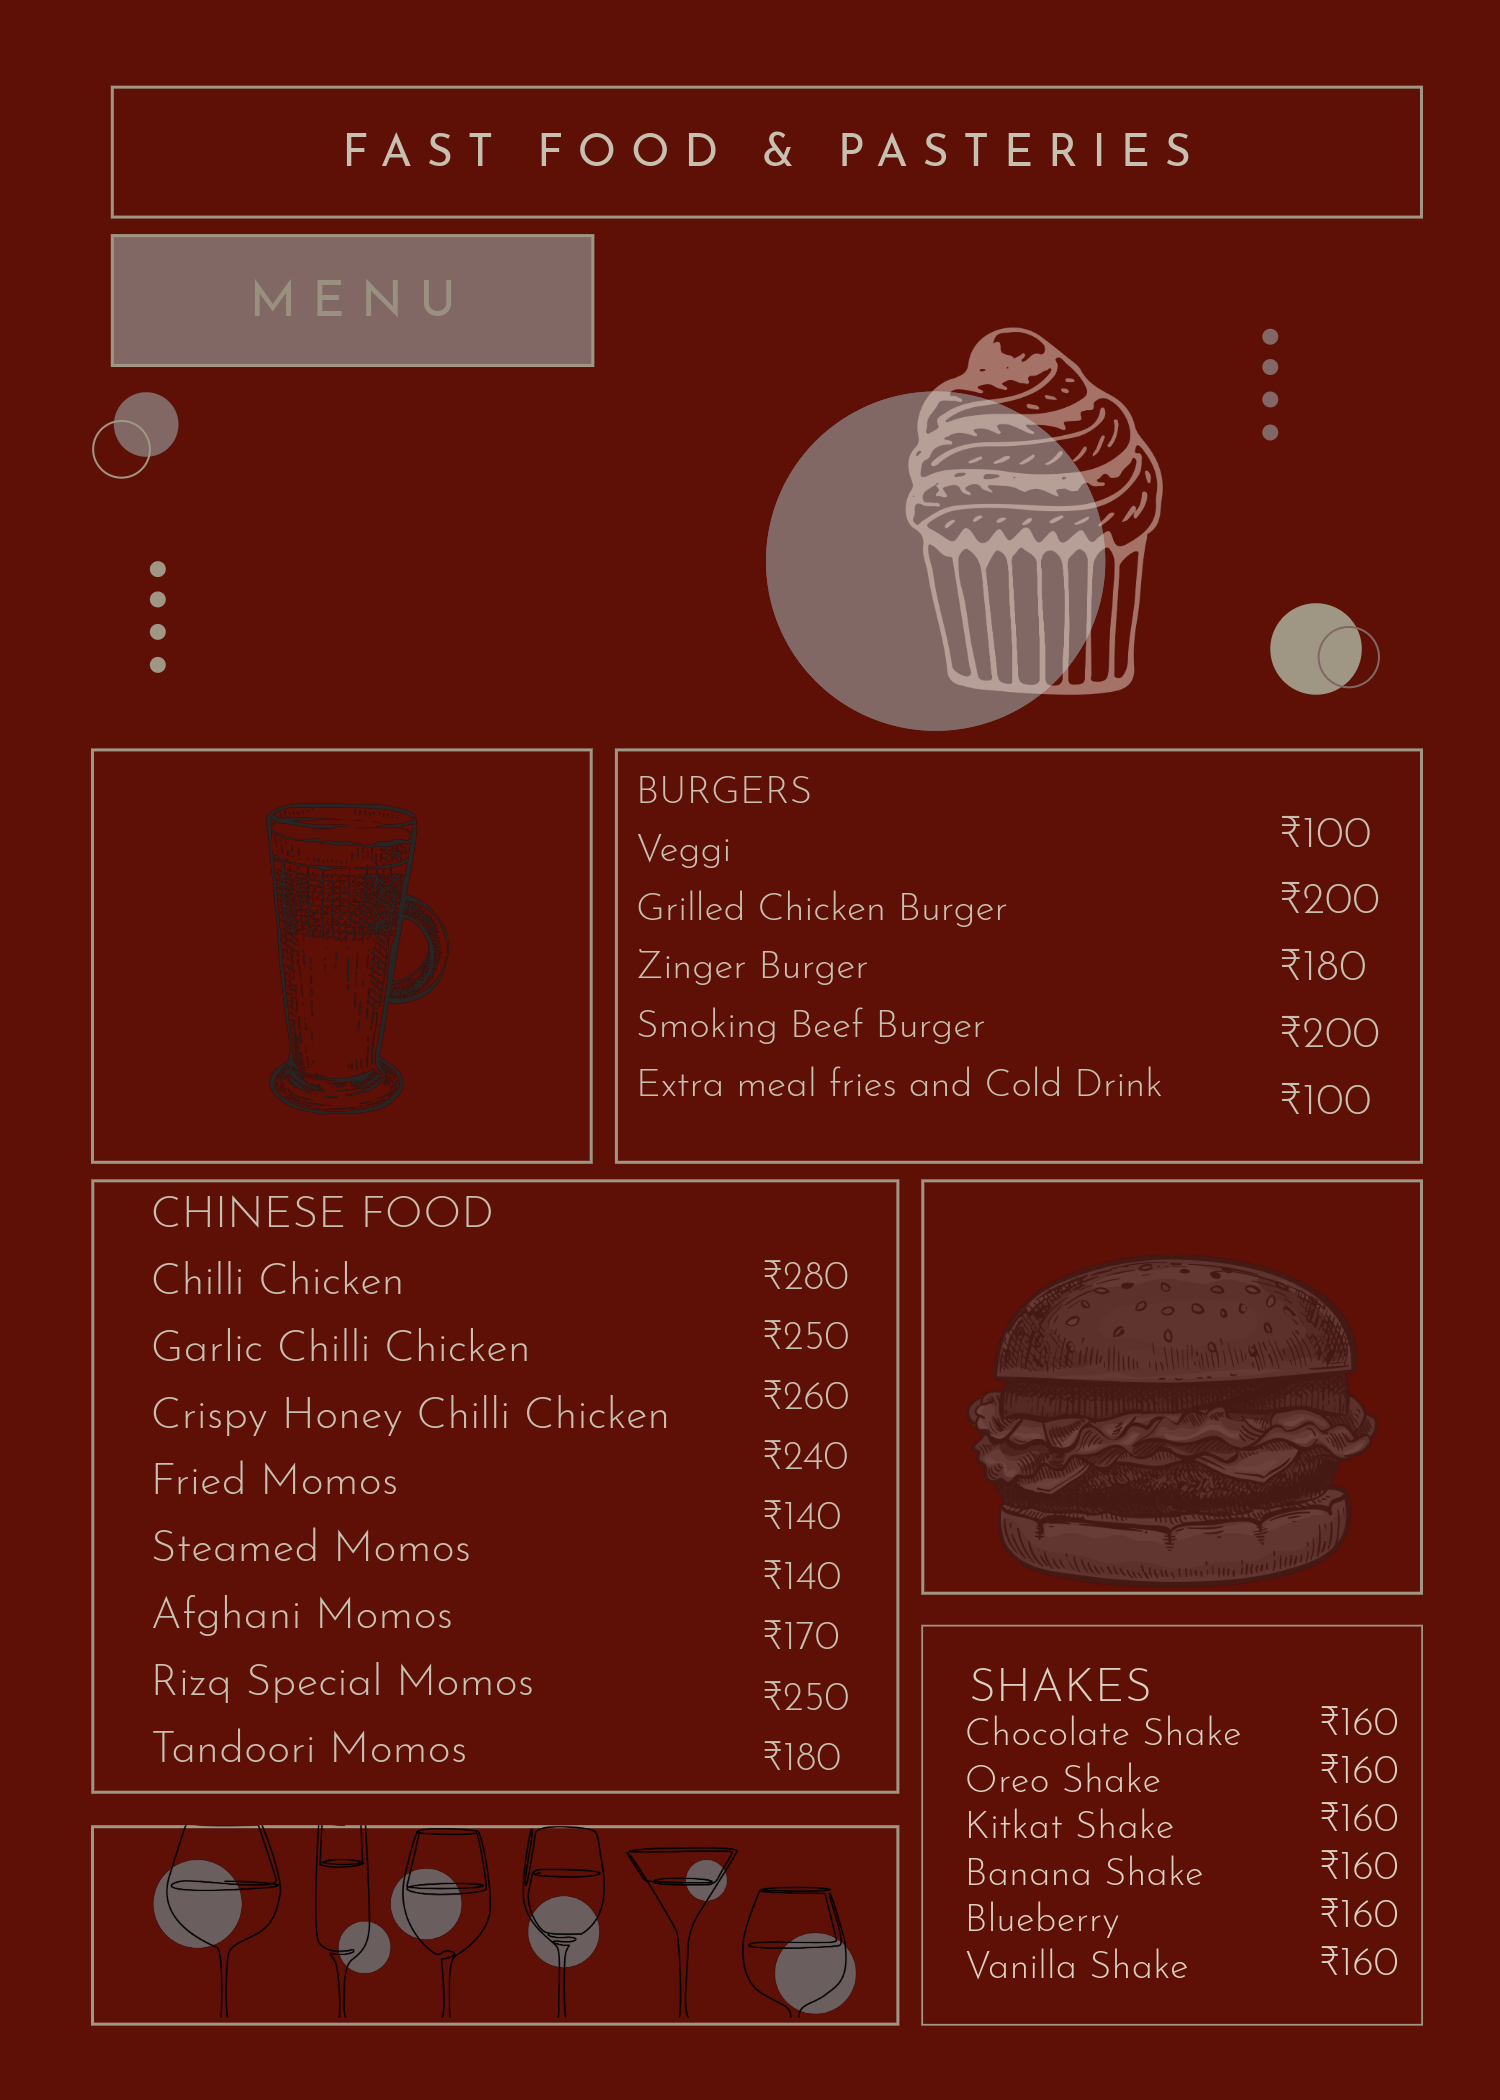 FAST FOOD & PASTERIES
MENU
BURGERS
Veggi
Grilled Chicken Burger
Zinger Burger
Smoking Beef Burger
Extra meal fries and Cold Drink
₹100
₹200
₹180
₹200
₹100
CHINESE FOOD
Chilli Chicken
Garlic Chilli Chicken
Crispy Honey Chilli Chicken
Fried Momos
Steamed Momos
Afghani Momos
Rizq Special Momos
Tandoori Momos
₹280
₹250
₹260
₹240
₹140
₹140
₹170
₹250
₹180
SHAKES
Chocolate Shake
Oreo Shake
Kitkat Shake
Banana Shake
Blueberry
Vanilla Shake
₹160
₹160
₹160
₹160
₹160
₹160